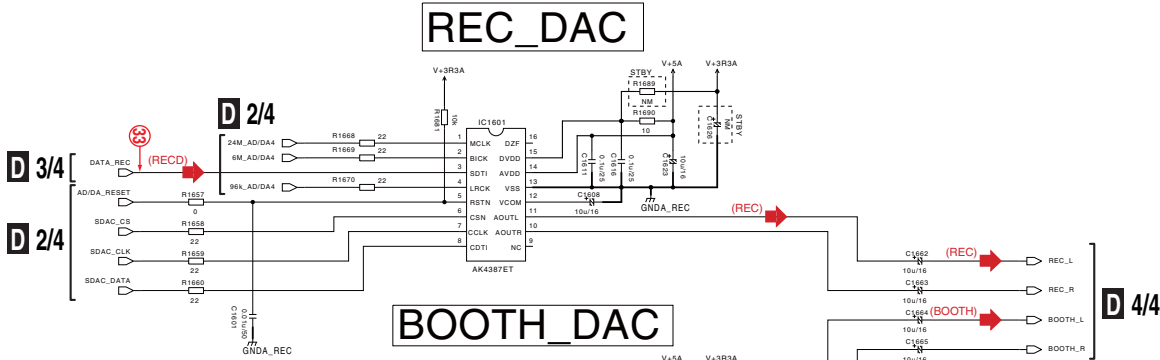 REC_DAC
V+3R3A
V+5A
V+3R3A
STBY
R1689
NM
R1690
10
NM
C1626
STBY
R1681
10k
IC1601
D 2/4
24M_AD/DA4
R1668
22
6M_AD/DA4
R1669
22
96k_AD/DA4
R1670
22
33
D 3/4
DATA_REC
(RECD)
AD/DA_RESET
R1657
0
SDAC_CS
R1658
22
D 2/4
SDAC_CLK
R1659
22
SDAC_DATA
R1660
22
C1601
0.01u/50
GNDA_REC
1 MCLK DZF 16
2 BICK DVDD 15
3 SDTI AVDD 14
4 LRCK VSS 13
5 RSTN VCOM 12
6 CSN AOUTL 11
7 CCLK AOUTR 10
8 CDTI NC 9
AK4387ET
C1611
0.1u/25
C1616
0.1u/25
C1623
10u/16
C1608
10u/16
GNDA_REC
(REC)
C1662
(REC)
10u/16
REC_L
C1663
10u/16
REC_R
C1664
(BOOTH)
10u/16
BOOTH_L
C1665
10u/16
BOOTH_R
D 4/4
BOOTH_DAC
V+5A
V+3R3A